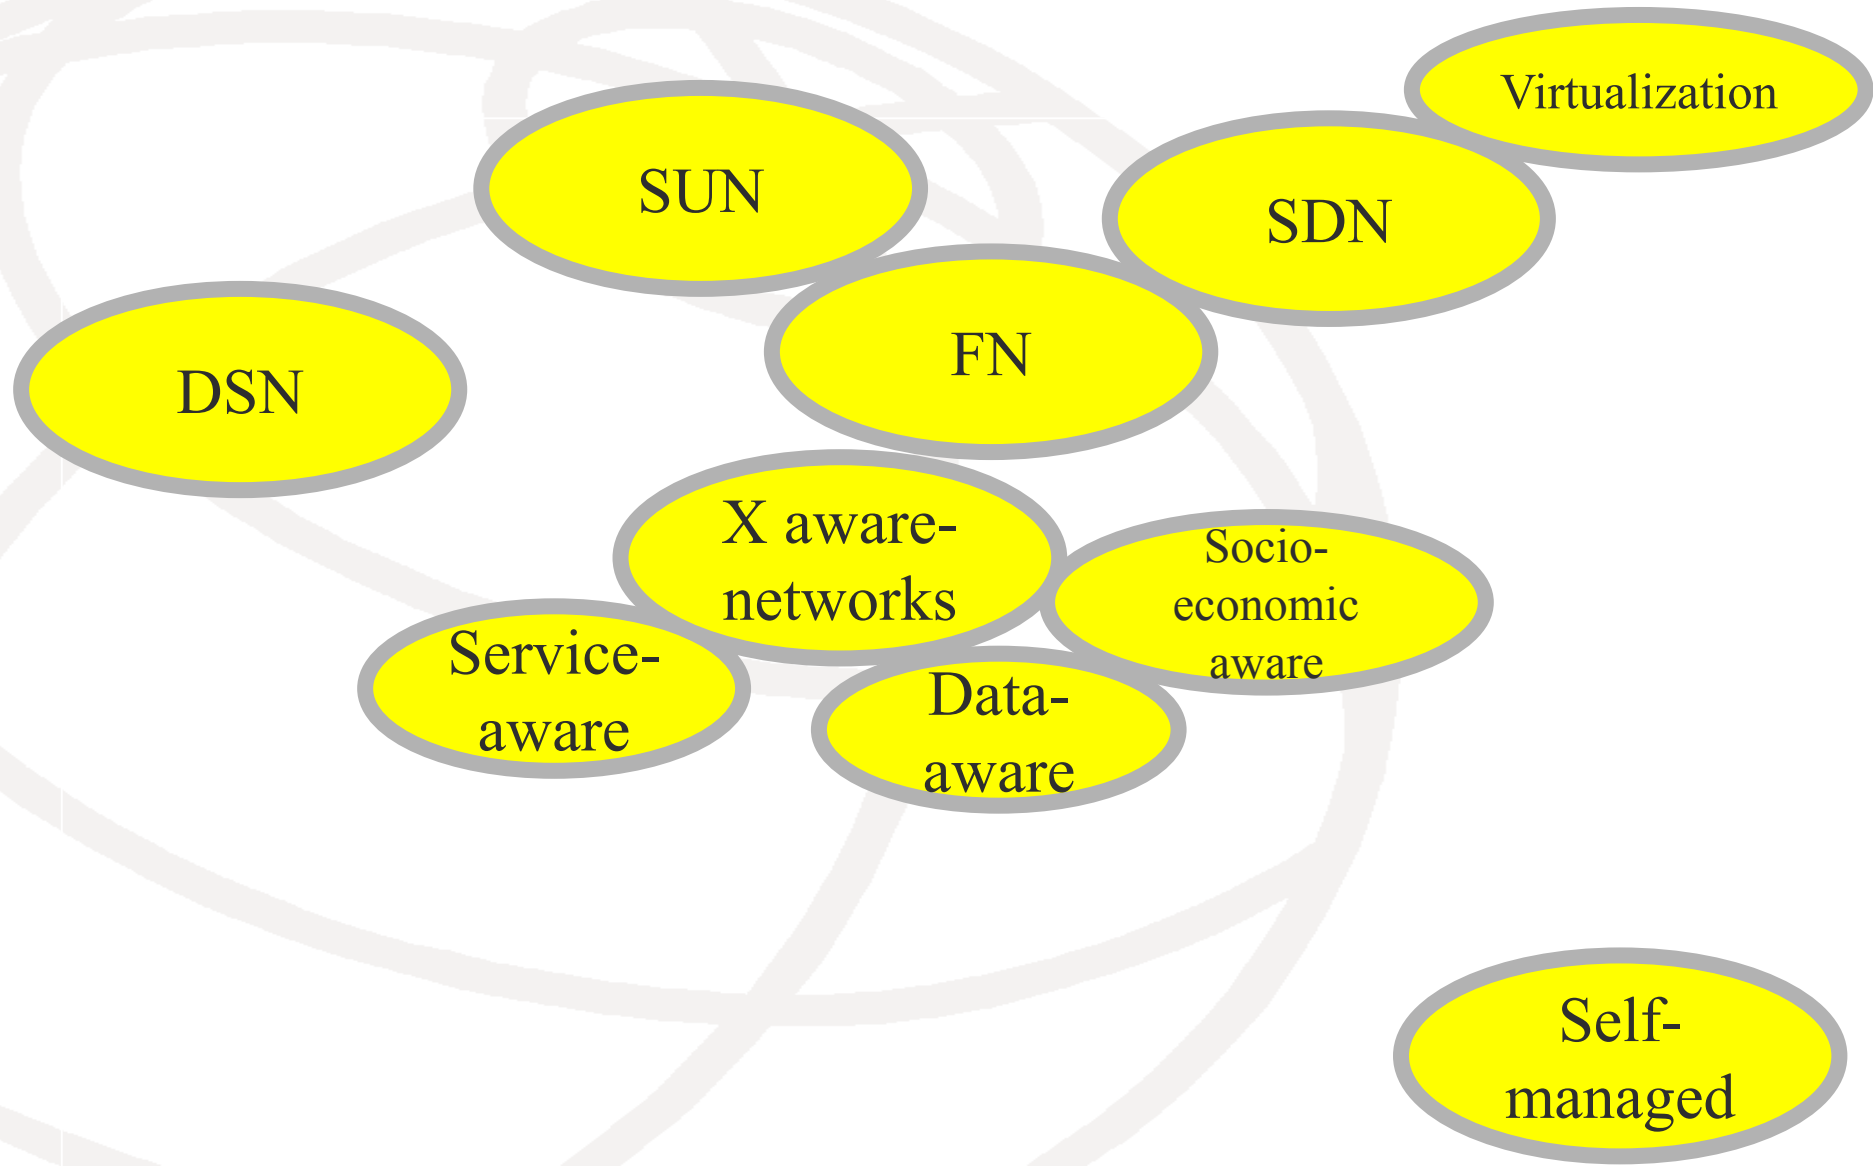 Virtualization
SUN
SDN
FN
DSN
X aware-
networks
Socio-
economic
aware
Service-
aware
Data-
aware
Self-
managed